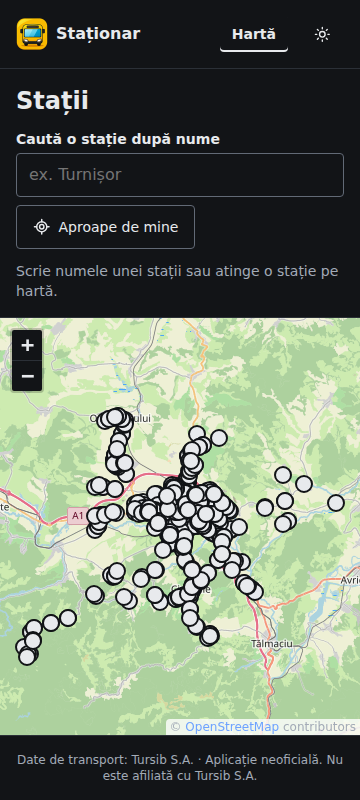 Staționar
Hartă
Stații
Caută o stație după nume
ex. Turnișor
Aproape de mine
Scrie numele unei stații sau atinge o stație pe
hartă.
+
−
A1
Tălmaciu
© OpenStreetMap contributors
Date de transport: Tursib S.A. · Aplicație neoficială. Nu
este afiliată cu Tursib S.A.